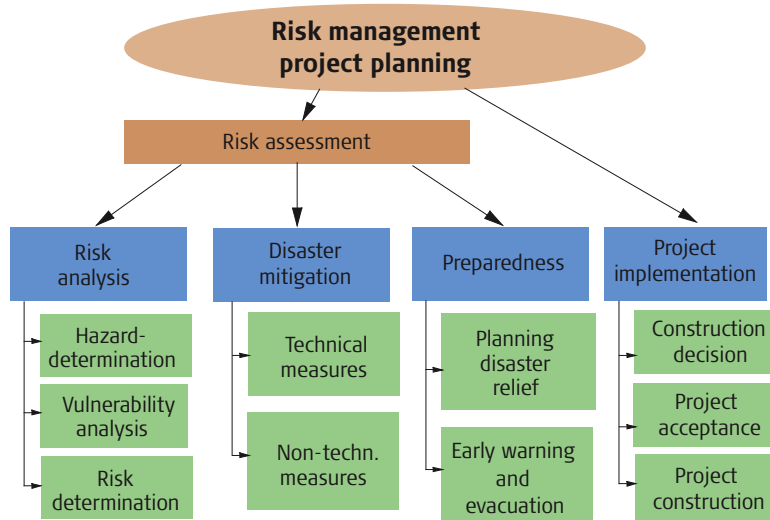 Risk management
project planning
Risk assessment
Risk
analysis
Hazard-
determination
Vulnerability
analysis
Risk
determination
Disaster
mitigation
Technical
measures
Non-techn.
measures
Preparedness
Planning
disaster
relief
Early warning
and
evacuation
Project
implementation
Construction
decision
Project
acceptance
Project
construction